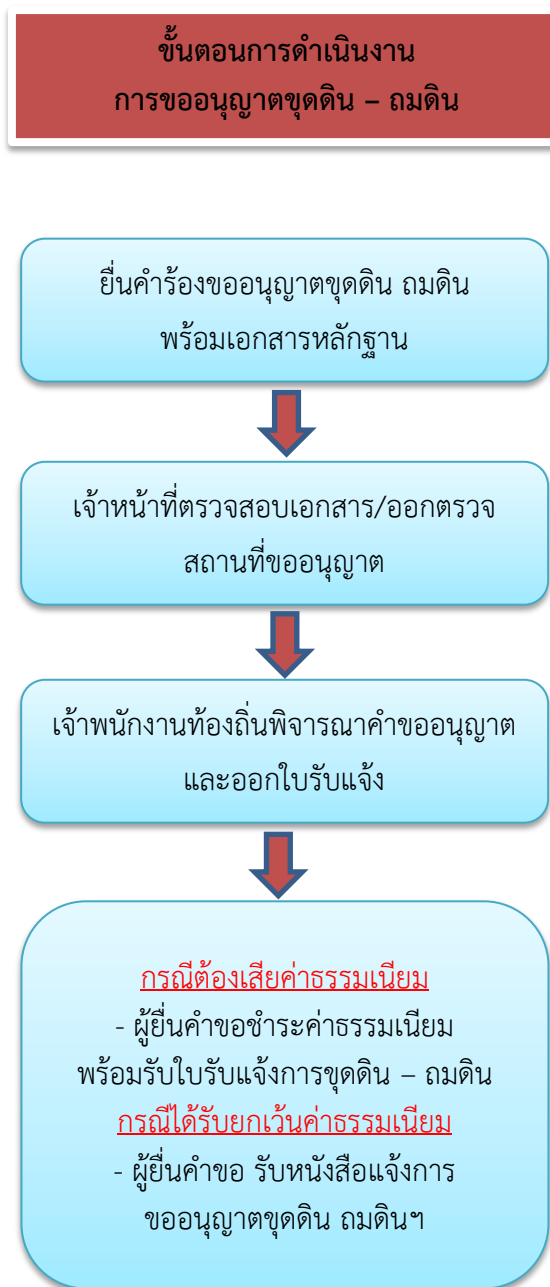 ขั้นตอนการดำเนินงาน
การขออนุญาตขุดดิน – ถมดิน
ยื่นคำร้องขออนุญาตขุดดิน ถมดิน
พร้อมเอกสารหลักฐาน
เจ้าหน้าที่ตรวจสอบเอกสาร/ออกตรวจ
สถานที่ขออนุญาต
เจ้าพนักงานท้องถิ่นพิจารณาคำขออนุญาต
และออกใบรับแจ้ง
กรณีต้องเสียค่าธรรมเนียม
- ผู้ยื่นคำขอชำระค่าธรรมเนียม
พร้อมรับใบรับแจ้งการขุดดิน – ถมดิน
กรณีได้รับยกเว้นค่าธรรมเนียม
- ผู้ยื่นคำขอ รับหนังสือแจ้งการ
ขออนุญาตขุดดิน ถมดินฯ